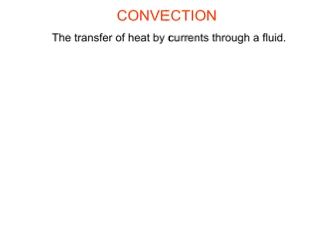 CONVECTION
The transfer of heat by currents through a fluid.